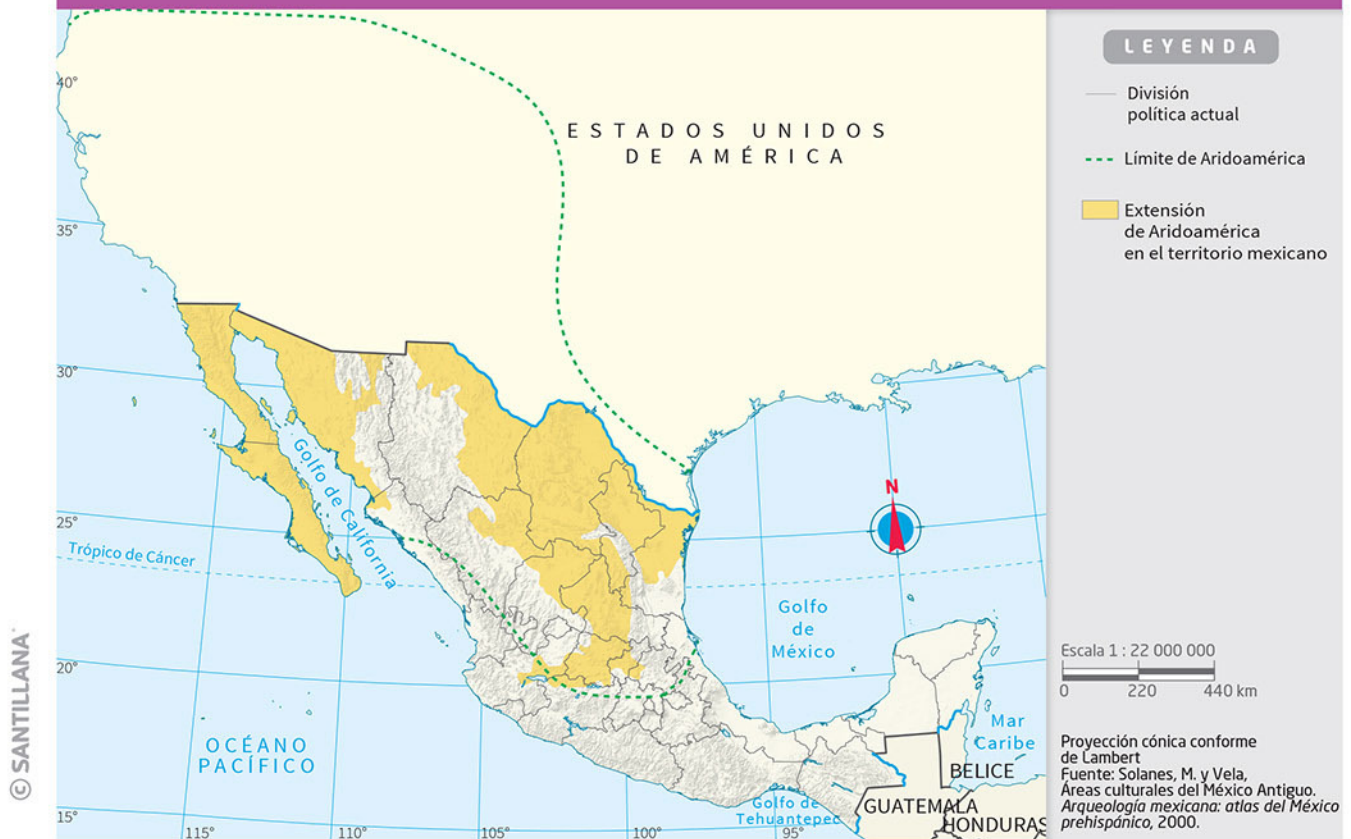 40°
35°
30°
25°
20°
15°
115°
110°
105°
100°
95°
ESTADOS UNIDOS
DE AMÉRICA
Golfo de California
Trópico de Cáncer
OCÉANO
PACÍFICO
Golfo
de
México
N
Mar
Caribe
BELICE
GUATEMALA
HONDURAS
Golfo de
Tehuantepec
LEYENDA
División
política actual
Límite de Aridoamérica
Extensión
de Aridoamérica
en el territorio mexicano
Escala 1 : 22 000 000
0 220 440 km
Proyección cónica conforme
de Lambert
Fuente: Solanes, M. y Vela,
Áreas culturales del México Antiguo.
Arqueología mexicana: atlas del México
prehispánico, 2000.
© SANTILLANA